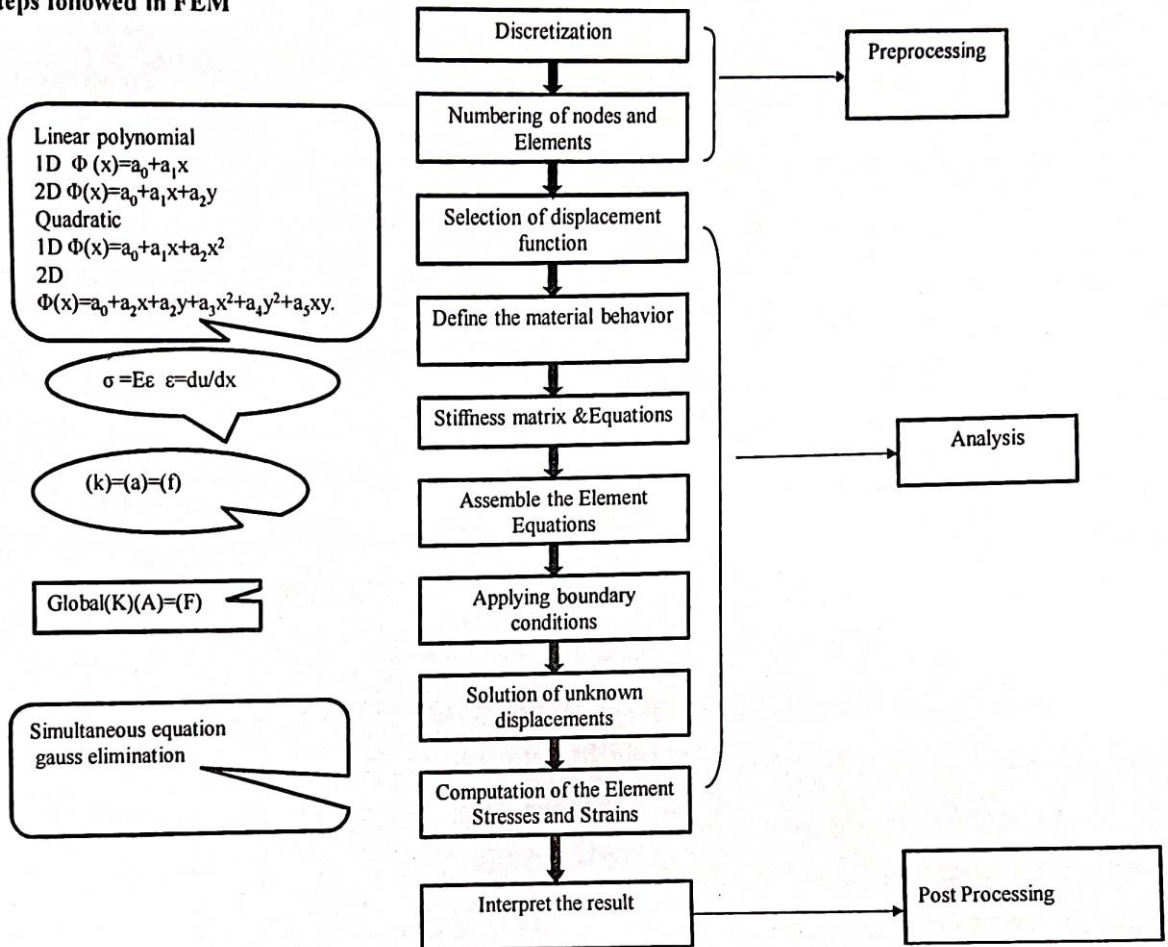 teps followed in FEM
Discretization
Preprocessing
Numbering of nodes and
Elements
Linear polynomial
1D Φ (x)=a₀+a₁x
2D Φ(x)=a₀+a₁x+a₂y
Quadratic
1D Φ(x)=a₀+a₁x+a₂x²
2D
Φ(x)=a₀+a₂x+a₂y+a₃x²+a₄y²+a₅xy.
Selection of displacement
function
Define the material behavior
σ =Eε ε=du/dx
Stiffness matrix &Equations
Analysis
(k)=(a)=(f)
Assemble the Element
Equations
Global(K)(A)=(F)
Applying boundary
conditions
Solution of unknown
displacements
Simultaneous equation
gauss elimination
Computation of the Element
Stresses and Strains
Interpret the result
Post Processing